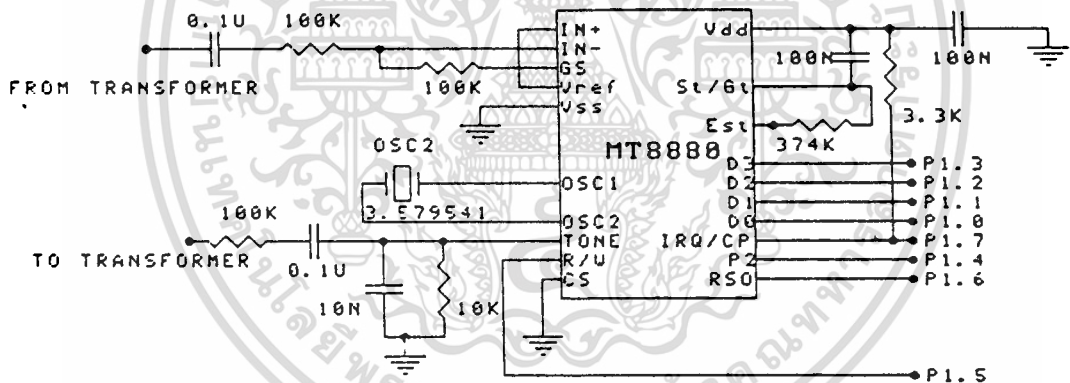 0.1U 100K
IN+
IN-
GS
Vref
Vss
100K
FROM TRANSFORMER
Vdd
100N
100N
St/Gt
3.3K
Est
374K
MT8880
OSC2
3.579541
OSC1
OSC2
TONE
R/W
CS
D3
D2
D1
D0
IRQ/CP
P2
RSO
P1.3
P1.2
P1.1
P1.0
P1.7
P1.4
P1.6
P1.5
100K
TO TRANSFORMER
0.1U
10N
10K